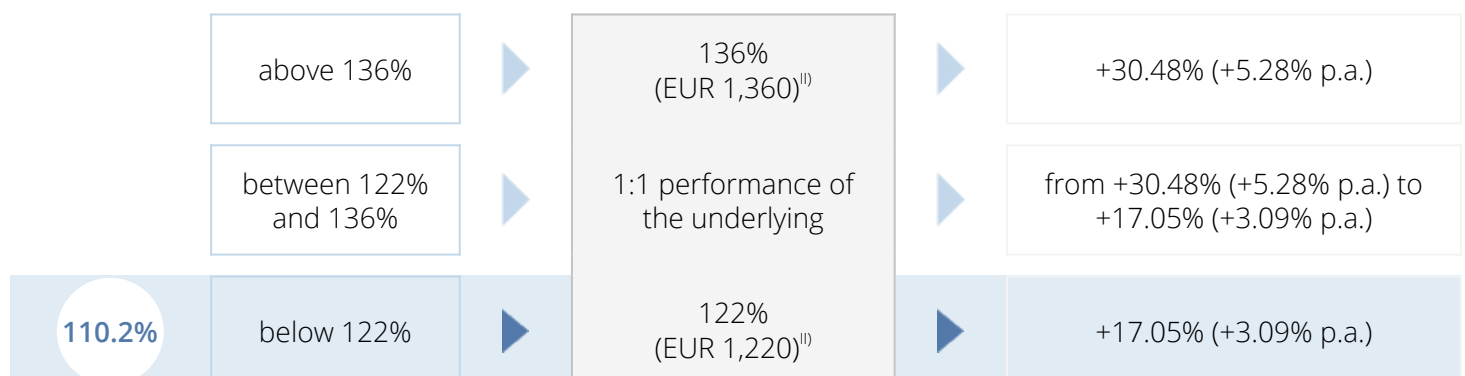 above 136%
136%
(EUR 1,360)II)
+30.48% (+5.28% p.a.)
between 122%
and 136%
1:1 performance of
the underlying
from +30.48% (+5.28% p.a.) to
+17.05% (+3.09% p.a.)
110.2%
below 122%
122%
(EUR 1,220)II)
+17.05% (+3.09% p.a.)